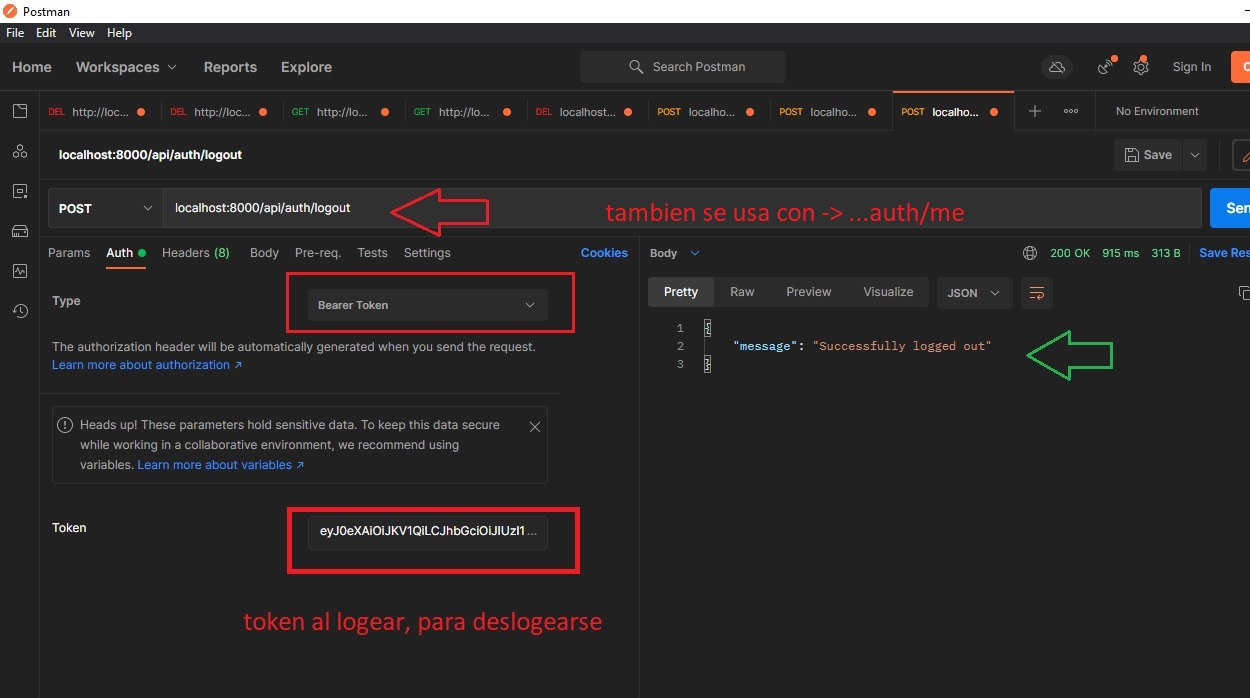 Postman
File Edit View Help
Home Workspaces Reports Explore Search Postman Sign In
DEL http://loc... DEL http://loc... GET http://lo... GET http://lo... DEL localhost... POST localho... POST localho... POST localho... No Environment
localhost:8000/api/auth/logout Save
POST localhost:8000/api/auth/logout tambien se usa con -> ...auth/me Sen
Params Auth Headers (8) Body Pre-req. Tests Settings Cookies Body 200 OK 915 ms 313 B Save Res
Pretty Raw Preview Visualize JSON
Type Bearer Token
1 {
2 "message": "Successfully logged out"
3 }
The authorization header will be automatically generated when you send the request.
Learn more about authorization ↗
Heads up! These parameters hold sensitive data. To keep this data secure
while working in a collaborative environment, we recommend using
variables. Learn more about variables ↗
Token eyJ0eXAiOiJKV1QiLCJhbGciOiJIUzI1 ...
token al logear, para deslogearse